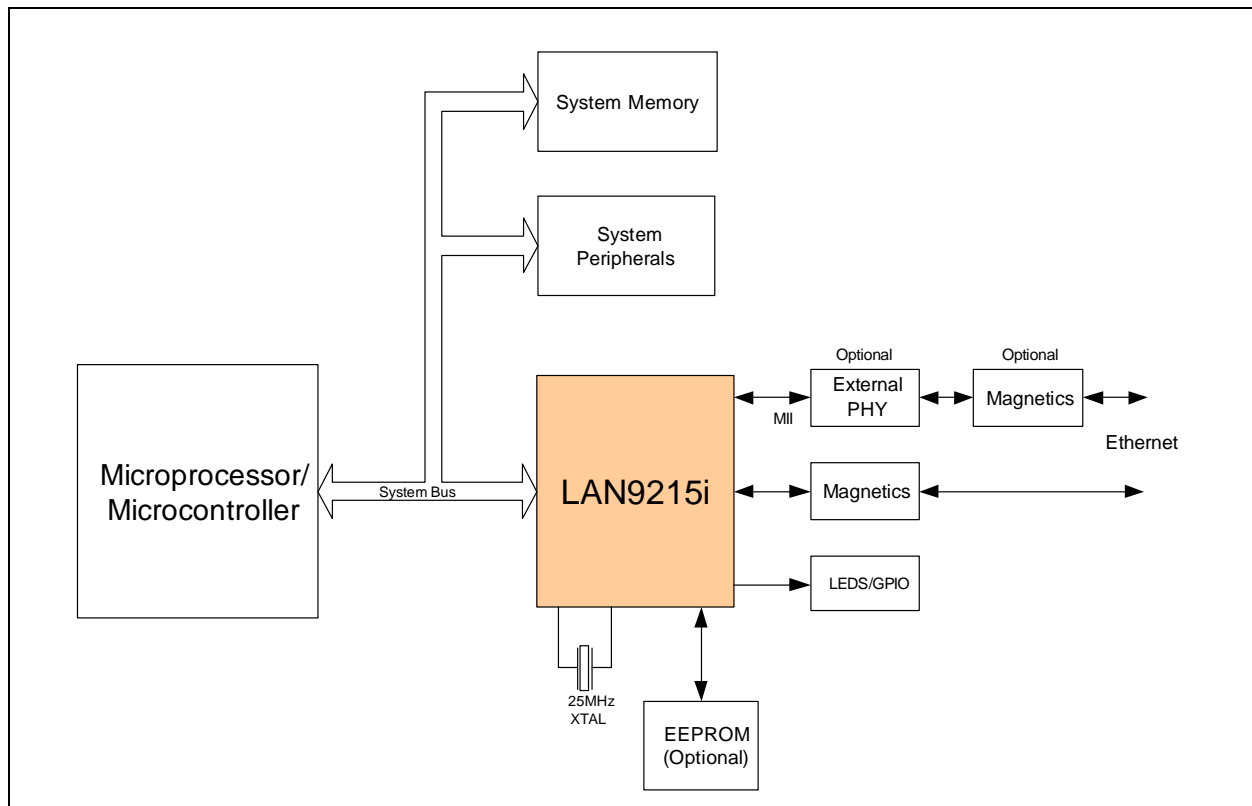 System Memory
System
Peripherals
Optional
Optional
External
PHY
Magnetics
MII
Ethernet
Microprocessor/
Microcontroller
System Bus
LAN9215i
Magnetics
LEDS/GPIO
25MHz
XTAL
EEPROM
(Optional)